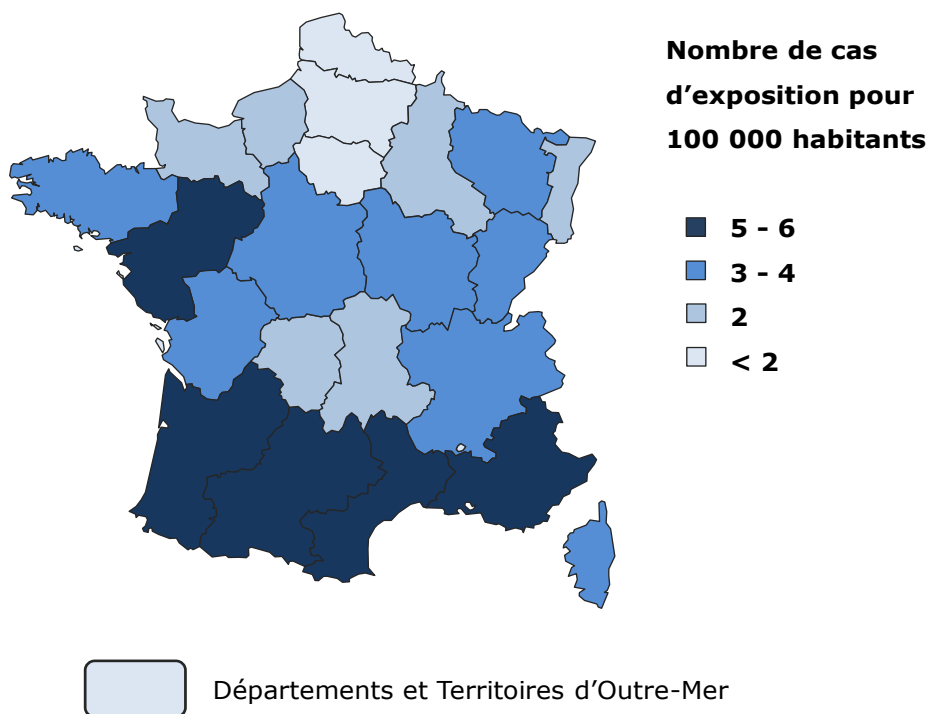 Nombre de cas
d’exposition pour
100 000 habitants
5 - 6
3 - 4
2
< 2
Départements et Territoires d’Outre-Mer